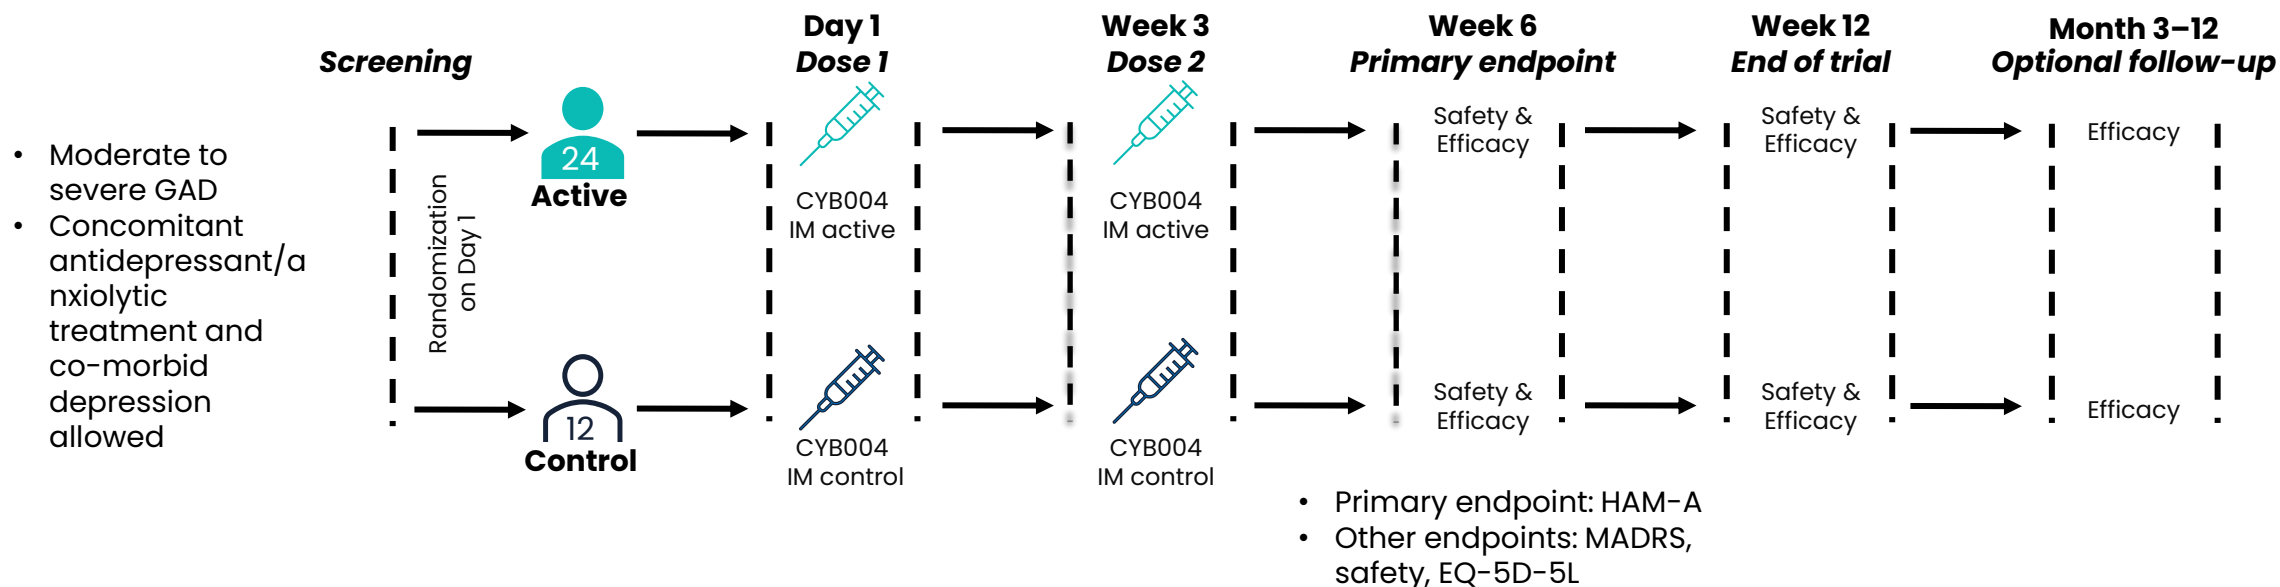 Screening
Day 1
Dose 1
Week 3
Dose 2
Week 6
Primary endpoint
Week 12
End of trial
Month 3–12
Optional follow-up
• Moderate to
severe GAD
• Concomitant
antidepressant/a
nxiolytic
treatment and
co-morbid
depression
allowed
Randomization
on Day 1
24
Active
CYB004
IM active
CYB004
IM active
Safety &
Efficacy
Safety &
Efficacy
Efficacy
12
Control
CYB004
IM control
CYB004
IM control
Safety &
Efficacy
Safety &
Efficacy
Efficacy
• Primary endpoint: HAM-A
• Other endpoints: MADRS,
safety, EQ-5D-5L